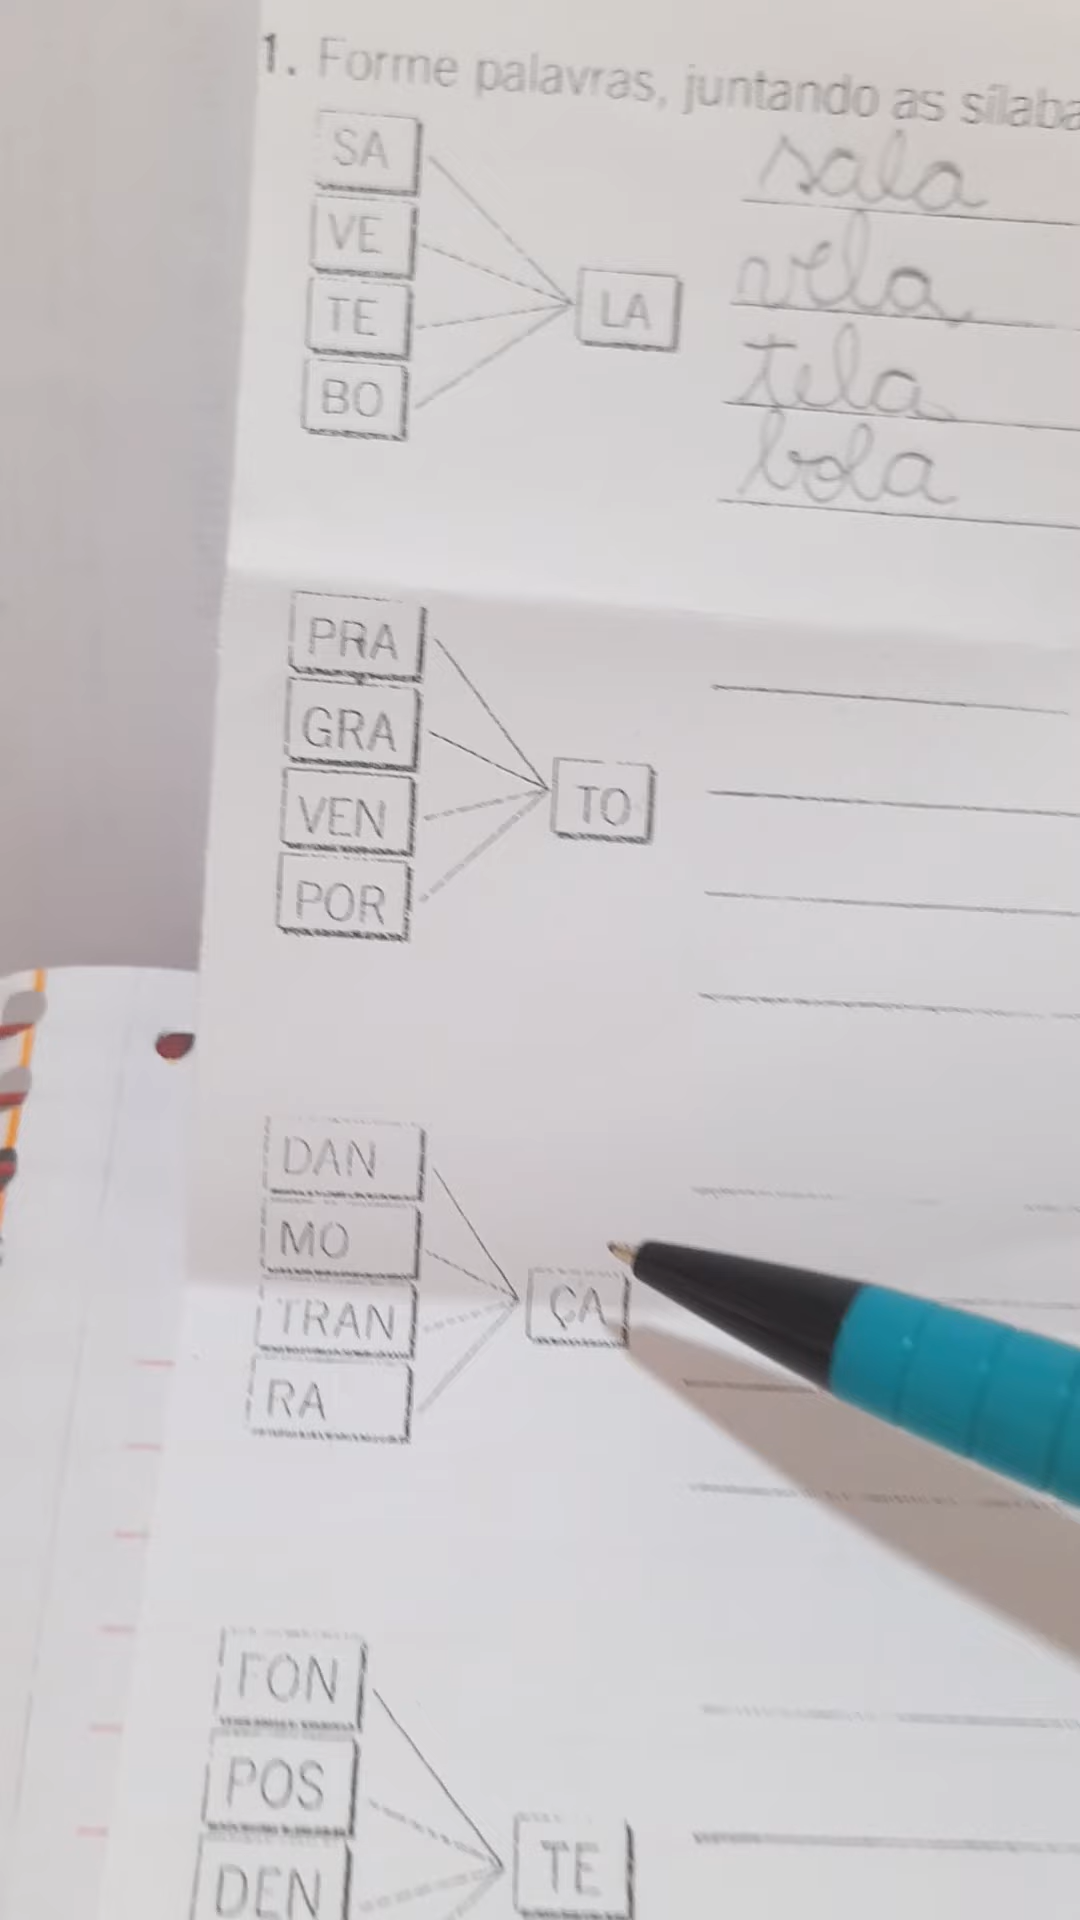 1. Forme palavras, juntando as sílaba
SA
VE
TE
BO
LA
sala
vela
tela
bola
PRA
GRA
VEN
POR
TO
DAN
MO
TRAN
RA
ÇA
FON
POS
DEN
TE